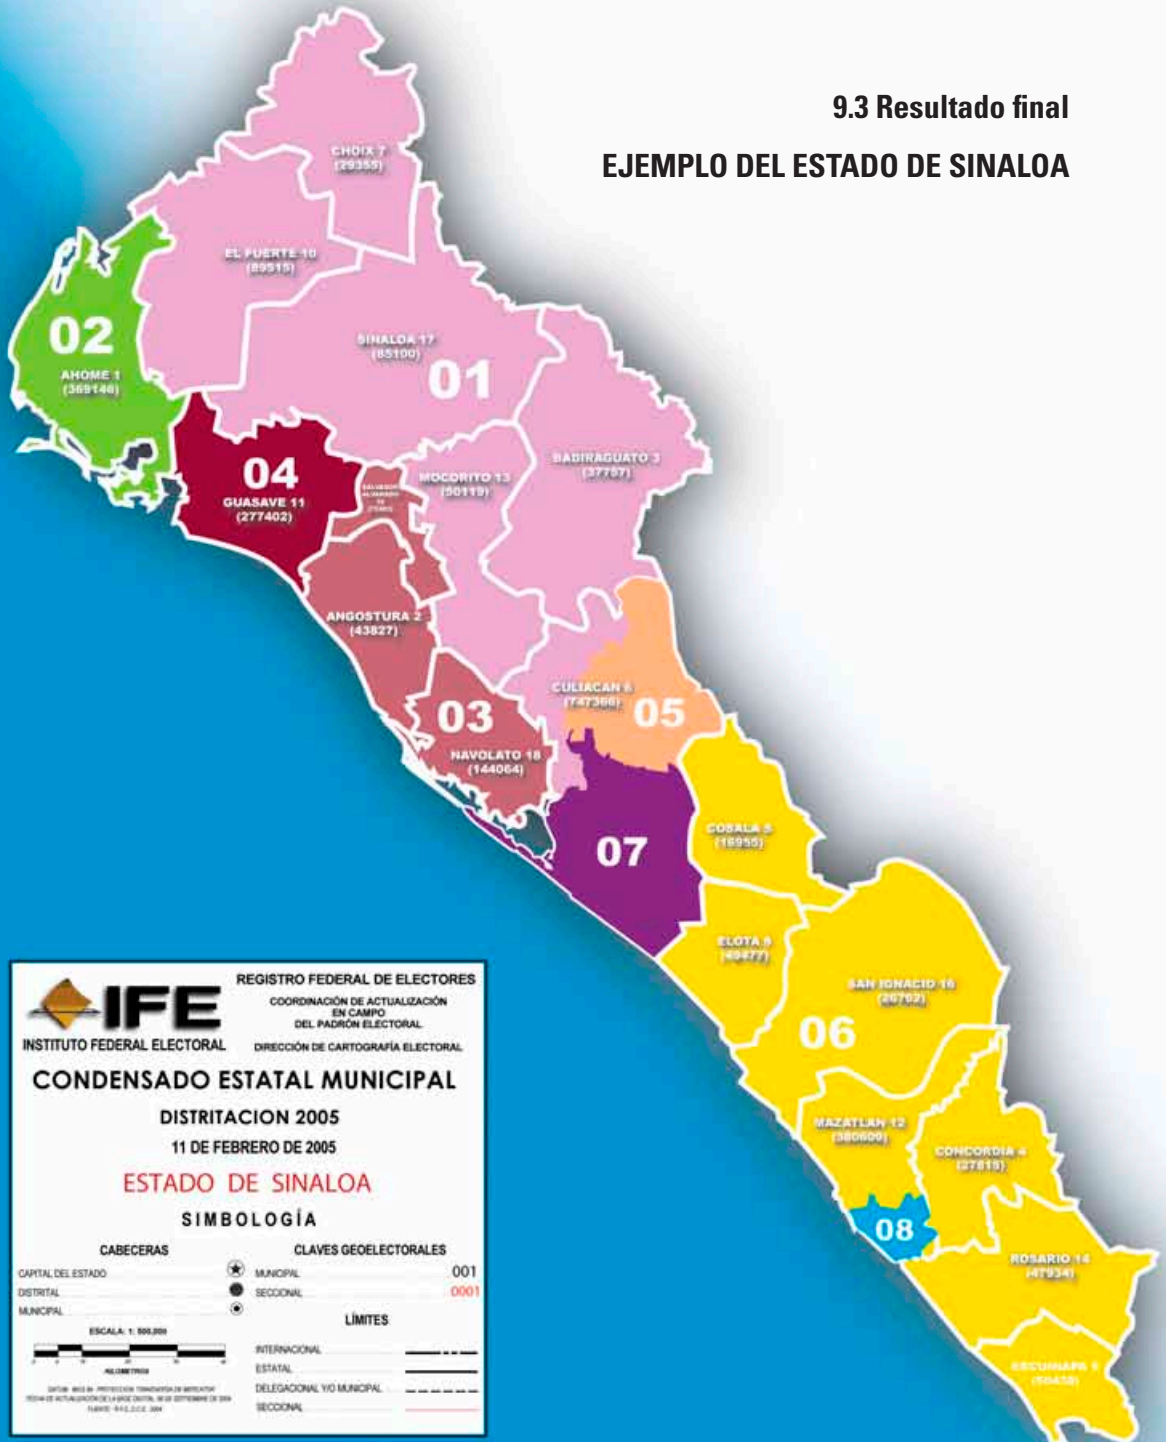 9.3 Resultado final
EJEMPLO DEL ESTADO DE SINALOA
CHOIX 7
(29355)
EL FUERTE 10
(89515)
02
AHOME 1
(369146)
SINALOA 17
(85100)
01
04
GUASAVE 11
(277402)
SALVADOR
ALVARADO
MOCORITO 13
(50119)
BADIRAGUATO 3
(37757)
ANGOSTURA 2
(43827)
03
NAVOLATO 18
(144064)
CULIACAN 6
05
07
COSALA 5
ELOTA 8
(49477)
SAN IGNACIO 16
06
MAZATLAN 12
(380609)
CONCORDIA 4
08
ROSARIO 14
(47934)
ESCUINAPA 9
IFE
INSTITUTO FEDERAL ELECTORAL
REGISTRO FEDERAL DE ELECTORES
COORDINACIÓN DE ACTUALIZACIÓN
EN CAMPO
DEL PADRÓN ELECTORAL
DIRECCIÓN DE CARTOGRAFÍA ELECTORAL
CONDENSADO ESTATAL MUNICIPAL
DISTRITACION 2005
11 DE FEBRERO DE 2005
ESTADO DE SINALOA
SIMBOLOGÍA
CABECERAS
CAPITAL DEL ESTADO
DISTRITAL
MUNICIPAL
ESCALA: 1: 500,000
KILOMETROS
CLAVES GEOELECTORALES
MUNICIPAL 001
SECCIONAL 0001
LÍMITES
INTERNACIONAL
ESTATAL
DELEGACIONAL Y/O MUNICIPAL
SECCIONAL